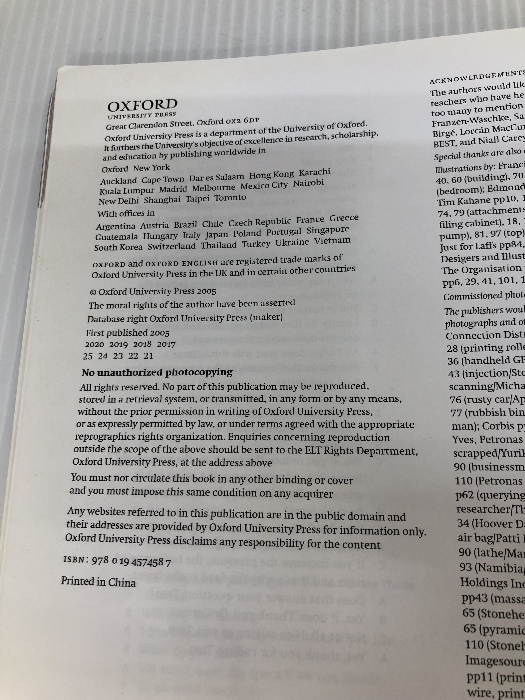 OXFORD
UNIVERSITY PRESS
Great Clarendon Street, Oxford OX2 6DP
Oxford University Press is a department of the University of Oxford.
It furthers the University's objective of excellence in research, scholarship,
and education by publishing worldwide in
Oxford New York
Auckland Cape Town Dar es Salaam Hong Kong Karachi
Kuala Lumpur Madrid Melbourne Mexico City Nairobi
New Delhi Shanghai Taipei Toronto
With offices in
Argentina Austria Brazil Chile Czech Republic France Greece
Guatemala Hungary Italy Japan Poland Portugal Singapore
South Korea Switzerland Thailand Turkey Ukraine Vietnam
OXFORD and OXFORD ENGLISH are registered trade marks of
Oxford University Press in the UK and in certain other countries
© Oxford University Press 2005
The moral rights of the author have been asserted
Database right Oxford University Press (maker)
First published 2005
2020 2019 2018 2017
25 24 23 22 21
No unauthorized photocopying
All rights reserved. No part of this publication may be reproduced,
stored in a retrieval system, or transmitted, in any form or by any means,
without the prior permission in writing of Oxford University Press,
or as expressly permitted by law, or under terms agreed with the appropriate
reprographics rights organization. Enquiries concerning reproduction
outside the scope of the above should be sent to the ELT Rights Department,
Oxford University Press, at the address above
You must not circulate this book in any other binding or cover
and you must impose this same condition on any acquirer
Any websites referred to in this publication are in the public domain and
their addresses are provided by Oxford University Press for information only.
Oxford University Press disclaims any responsibility for the content
ISBN: 978 0 19 457458 7
Printed in China
ACKNOWLEDGEMENTS
The authors would like
teachers who have he
too many to mention
Franzen-Waschke, Sa
Birgé, Lorcán MacCu
BEST, and Niall Carey
Special thanks are also
Illustrations by: Franci
40, 60 (building), 70
(bedroom); Edmond
Tim Kahane pp10, 1
74, 79 (attachment
filing cabinet), 18,
pump), 81, 97 (top)
Just for Laffs pp84,
Desigers and Illust
The Organisation
pp6, 29, 41, 101, 1
Commissioned phot
The publishers woul
photographs and o
Connection Dist
28 (printing rolle
36 (handheld GP
43 (injection/Sto
scanning/Micha
76 (rusty car/Ap
77 (rubbish bin
man); Corbis p
Yves, Petronas
scrapped/Yuri
90 (businessm
110 (Petronas
p62 (querying
researcher/Th
34 (Hoover D
air bag/Patti
90 (lathe/Ma
93 (Namibia
Holdings Inc
pp43 (massa
65 (Stonehe
65 (pyramic
110 (Stoneh
Imagesourc
pp11 (print
wire, print